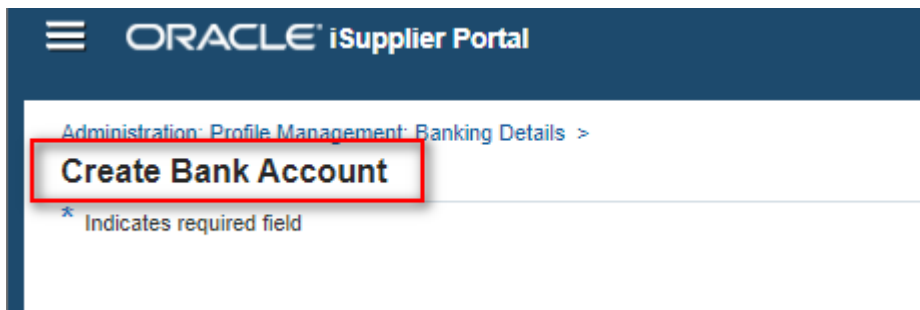 ORACLE iSupplier Portal
Administration: Profile Management: Banking Details >
Create Bank Account
* Indicates required field